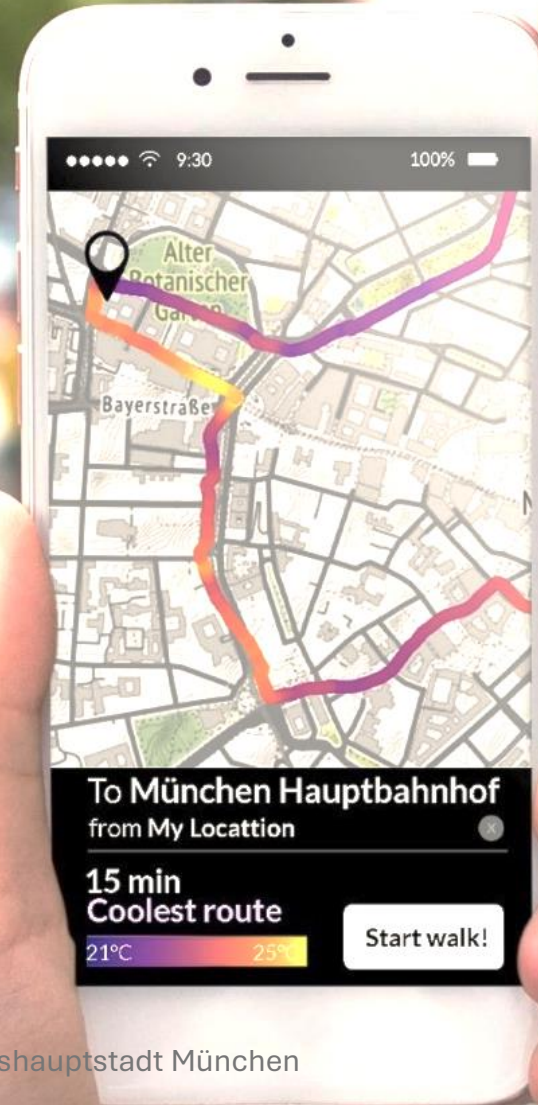 9:30 100%
Alter
Botanischer
Garten
Bayerstraße
To München Hauptbahnhof
from My Locattion
x
15 min
Coolest route
21°C 25°C
Start walk!
shauptstadt München